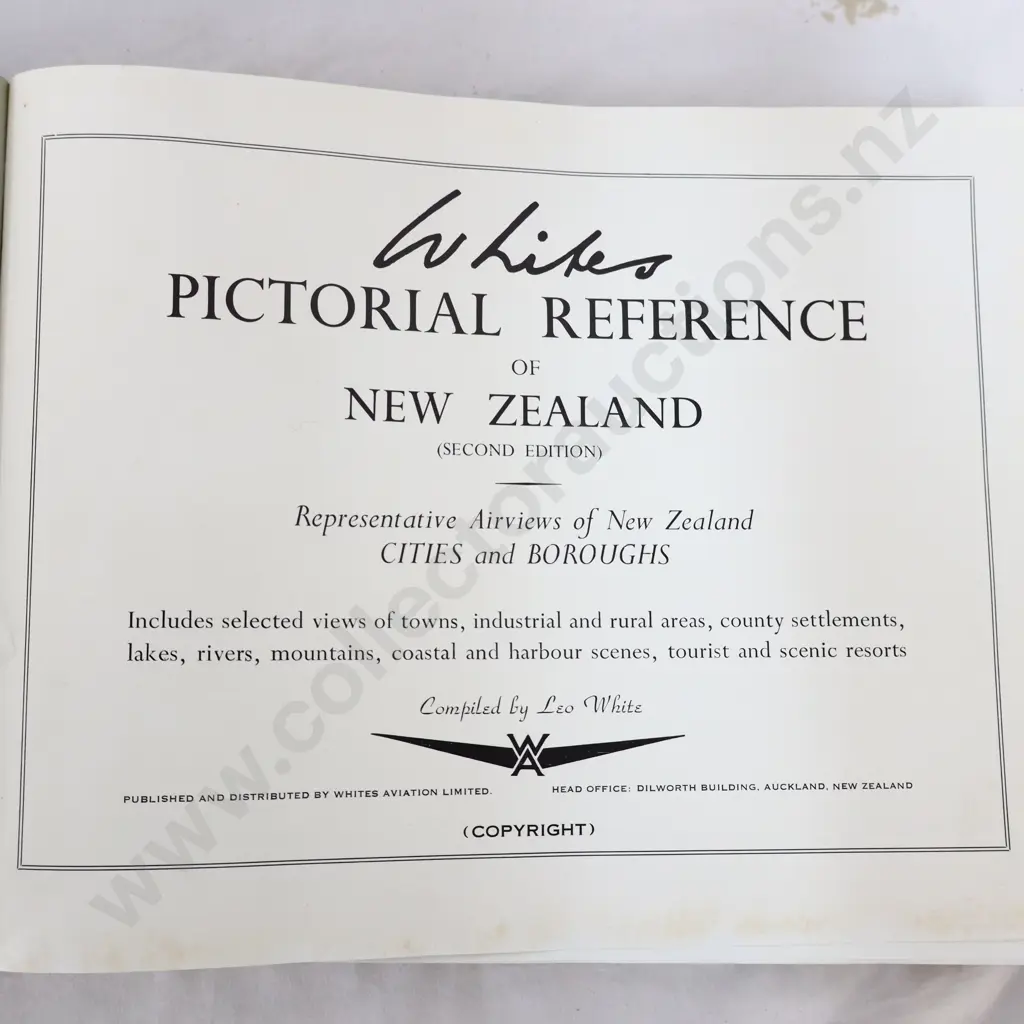 Whites
PICTORIAL REFERENCE
OF
NEW ZEALAND
(SECOND EDITION)
Representative Airviews of New Zealand
CITIES and BOROUGHS
Includes selected views of towns, industrial and rural areas, county settlements,
lakes, rivers, mountains, coastal and harbour scenes, tourist and scenic resorts
Compiled by Leo White
WA
PUBLISHED AND DISTRIBUTED BY WHITES AVIATION LIMITED. HEAD OFFICE: DILWORTH BUILDING, AUCKLAND, NEW ZEALAND
(COPYRIGHT)
www.collectorauctions.nz